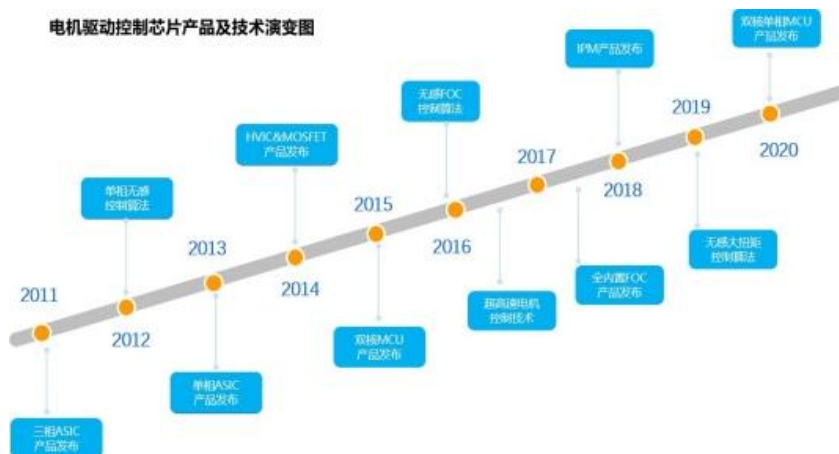 电机驱动控制芯片产品及技术演变图
双核单相MCU
产品发布
IPM产品发布
无感FOC
控制算法
HVIC&MOSFET
产品发布
单相无感
控制算法
2011
2013
2015
2017
2019
2012
2014
2016
2018
2020
无感大扭矩
控制算法
全内置FOC
产品发布
超高速电机
控制技术
双核MCU
产品发布
单相ASIC
产品发布
三相ASIC
产品发布